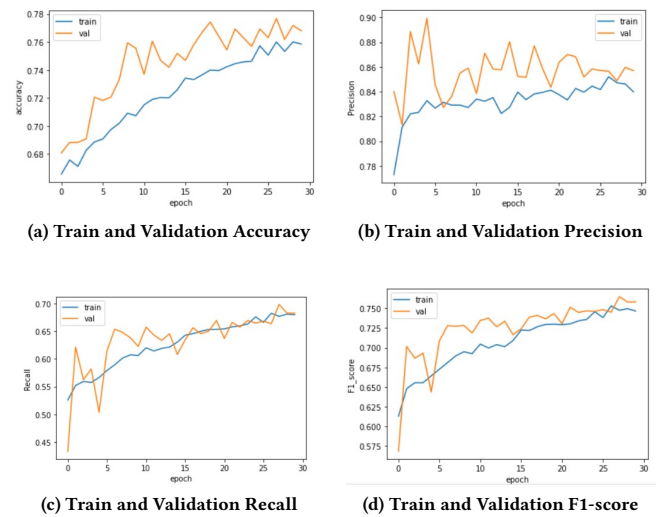 0.78
0.76
0.74
0.72
0.70
0.68
accuracy
train
val
0 5 10 15 20 25 30
epoch
(a) Train and Validation Accuracy
0.90
0.88
0.86
0.84
0.82
0.80
0.78
Precision
train
val
0 5 10 15 20 25 30
epoch
(b) Train and Validation Precision
0.70
0.65
0.60
0.55
0.50
0.45
Recall
train
val
0 5 10 15 20 25 30
epoch
(c) Train and Validation Recall
0.750
0.725
0.700
0.675
0.650
0.625
0.600
0.575
F1_score
train
val
0 5 10 15 20 25 30
epoch
(d) Train and Validation F1-score